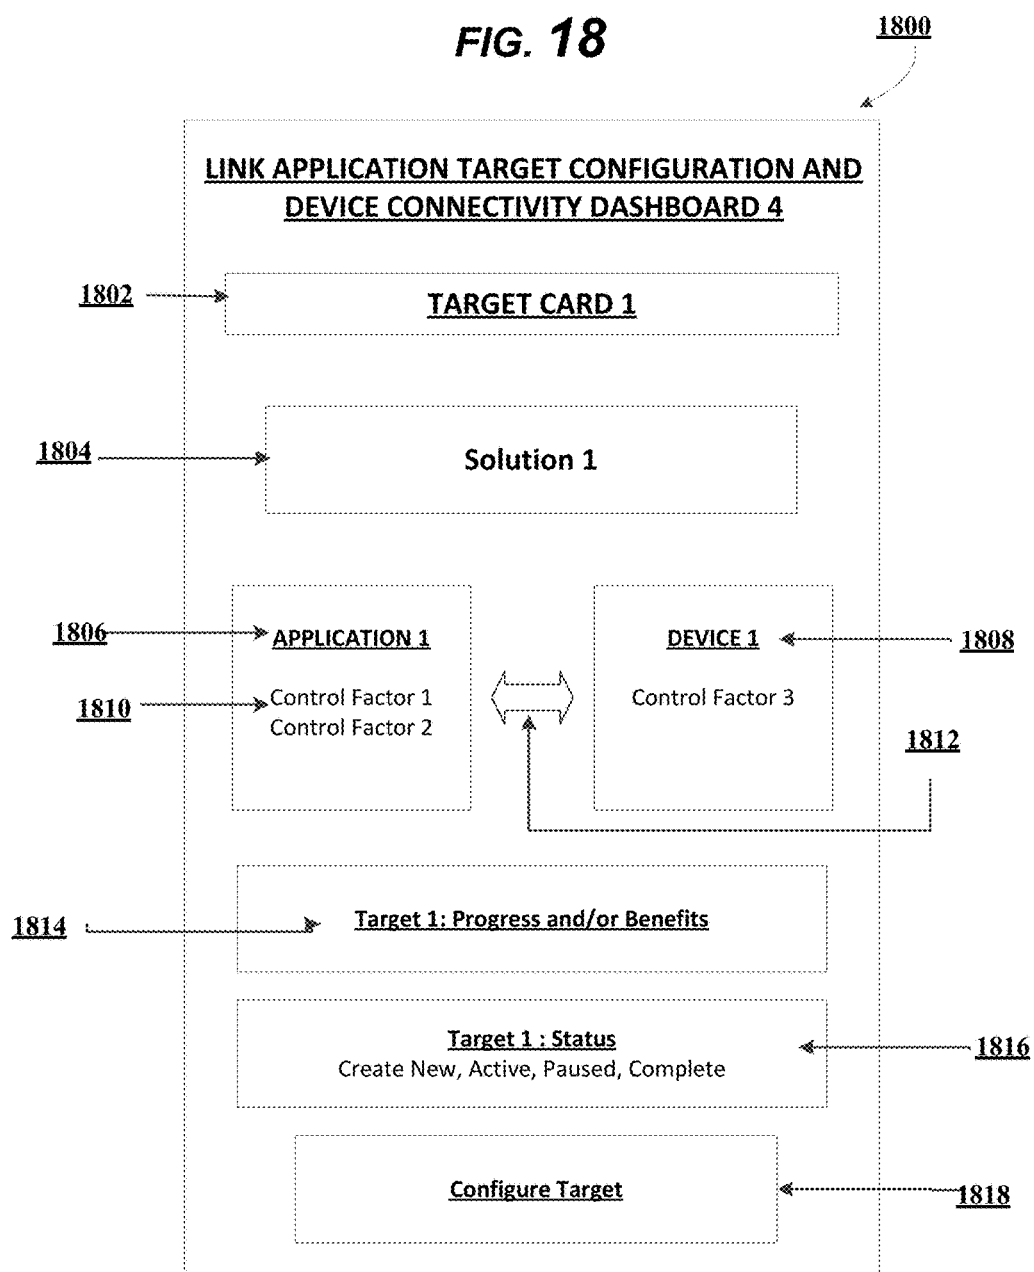 FIG. 18
1800
LINK APPLICATION TARGET CONFIGURATION AND
DEVICE CONNECTIVITY DASHBOARD 4
1802
TARGET CARD 1
1804
Solution 1
1806
APPLICATION 1
DEVICE 1
1808
1810
Control Factor 1
Control Factor 2
Control Factor 3
1812
1814
Target 1: Progress and/or Benefits
Target 1 : Status
Create New, Active, Paused, Complete
1816
Configure Target
1818